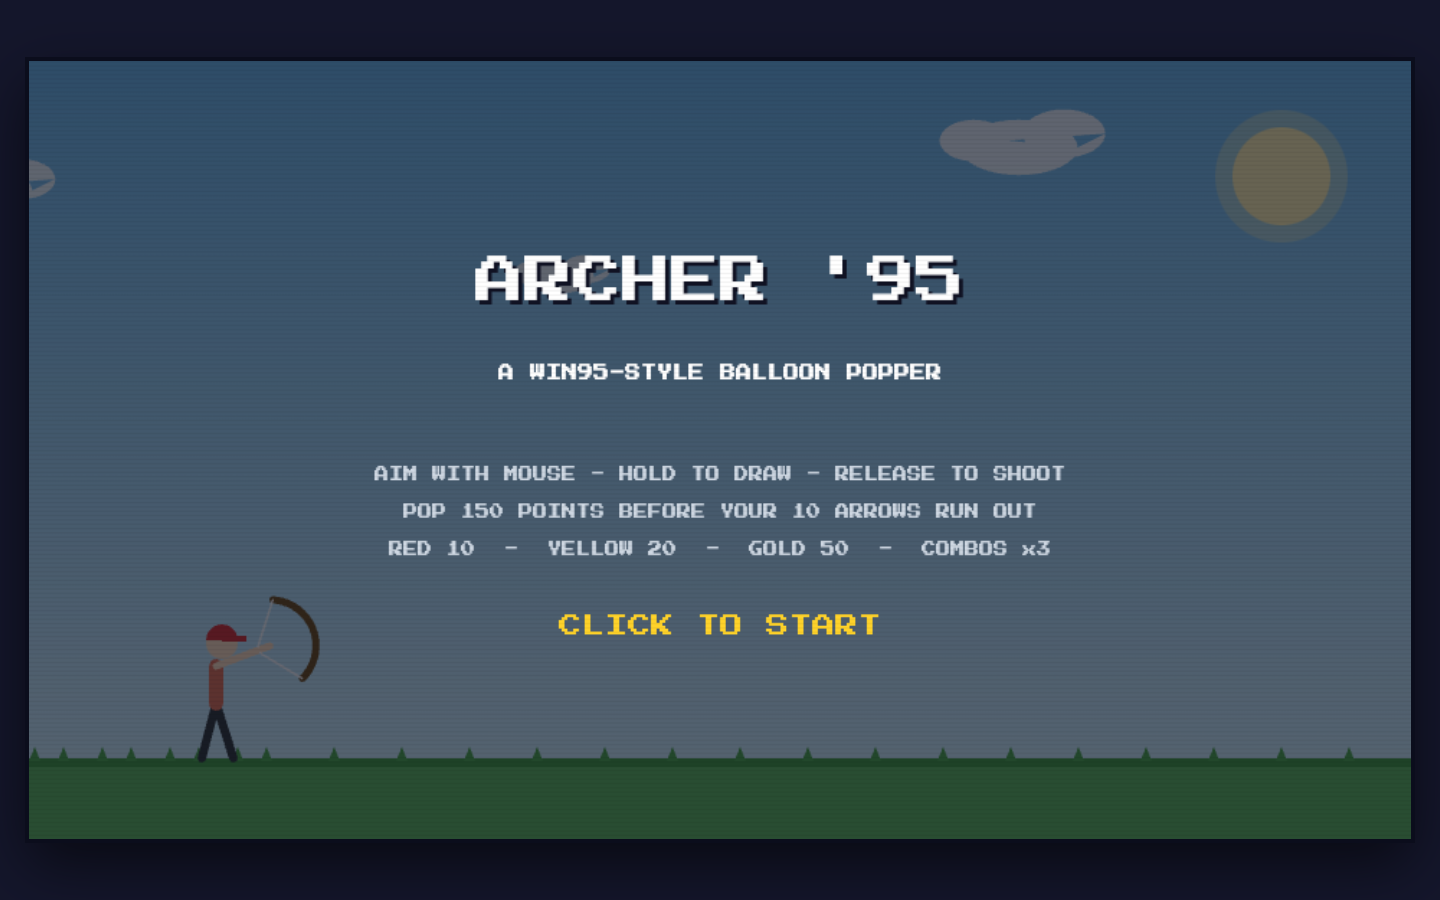 ARCHER '95
A WIN95-STYLE BALLOON POPPER
AIM WITH MOUSE - HOLD TO DRAW - RELEASE TO SHOOT
POP 150 POINTS BEFORE YOUR 10 ARROWS RUN OUT
RED 10 - YELLOW 20 - GOLD 50 - COMBOS x3
CLICK TO START